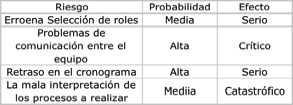 Riesgo Probabilidad Efecto
Erroena Selección de roles Media Serio
Problemas de
comunicación entre el Alta Crítico
equipo
Retraso en el cronograma Alta Serio
La mala interpretación de Mediia Catastrófico
los procesos a realizar